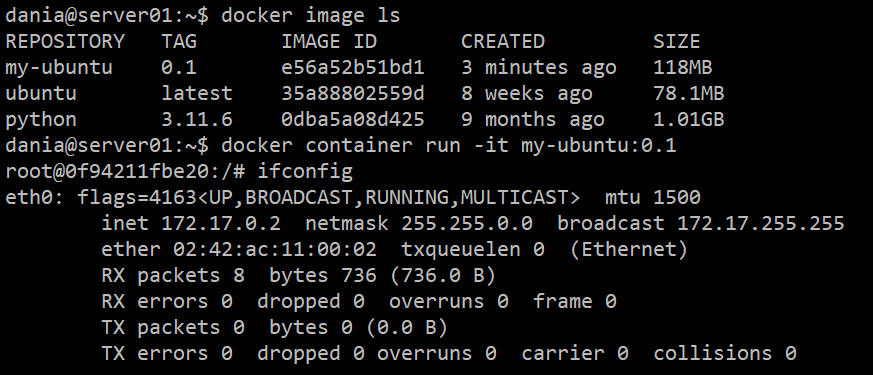 dania@server01:~$ docker image ls
REPOSITORY   TAG       IMAGE ID       CREATED         SIZE
my-ubuntu    0.1       e56a52b51bd1   3 minutes ago   118MB
ubuntu       latest    35a88802559d   8 weeks ago     78.1MB
python       3.11.6    0dba5a08d425   9 months ago    1.01GB
dania@server01:~$ docker container run -it my-ubuntu:0.1
root@0f94211fbe20:/# ifconfig
eth0: flags=4163<UP,BROADCAST,RUNNING,MULTICAST>  mtu 1500
        inet 172.17.0.2  netmask 255.255.0.0  broadcast 172.17.255.255
        ether 02:42:ac:11:00:02  txqueuelen 0  (Ethernet)
        RX packets 8  bytes 736 (736.0 B)
        RX errors 0  dropped 0  overruns 0  frame 0
        TX packets 0  bytes 0 (0.0 B)
        TX errors 0  dropped 0 overruns 0  carrier 0  collisions 0